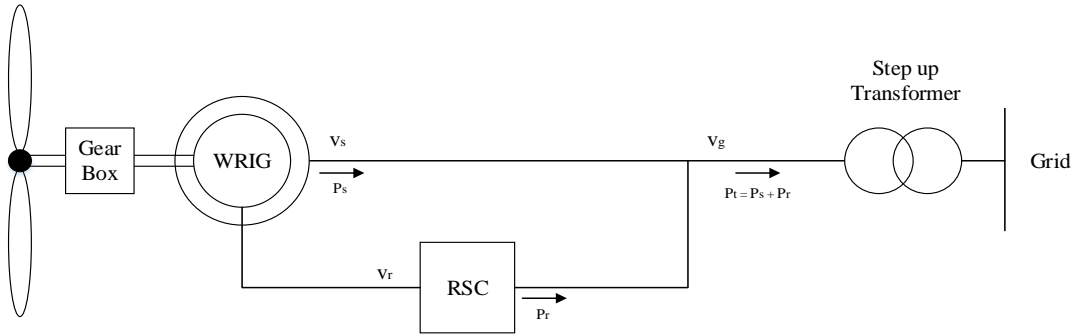 Step up
Transformer
Gear
Box
WRIG
vs
vg
Grid
Ps
Pt = Ps + Pr
vr
RSC
Pr